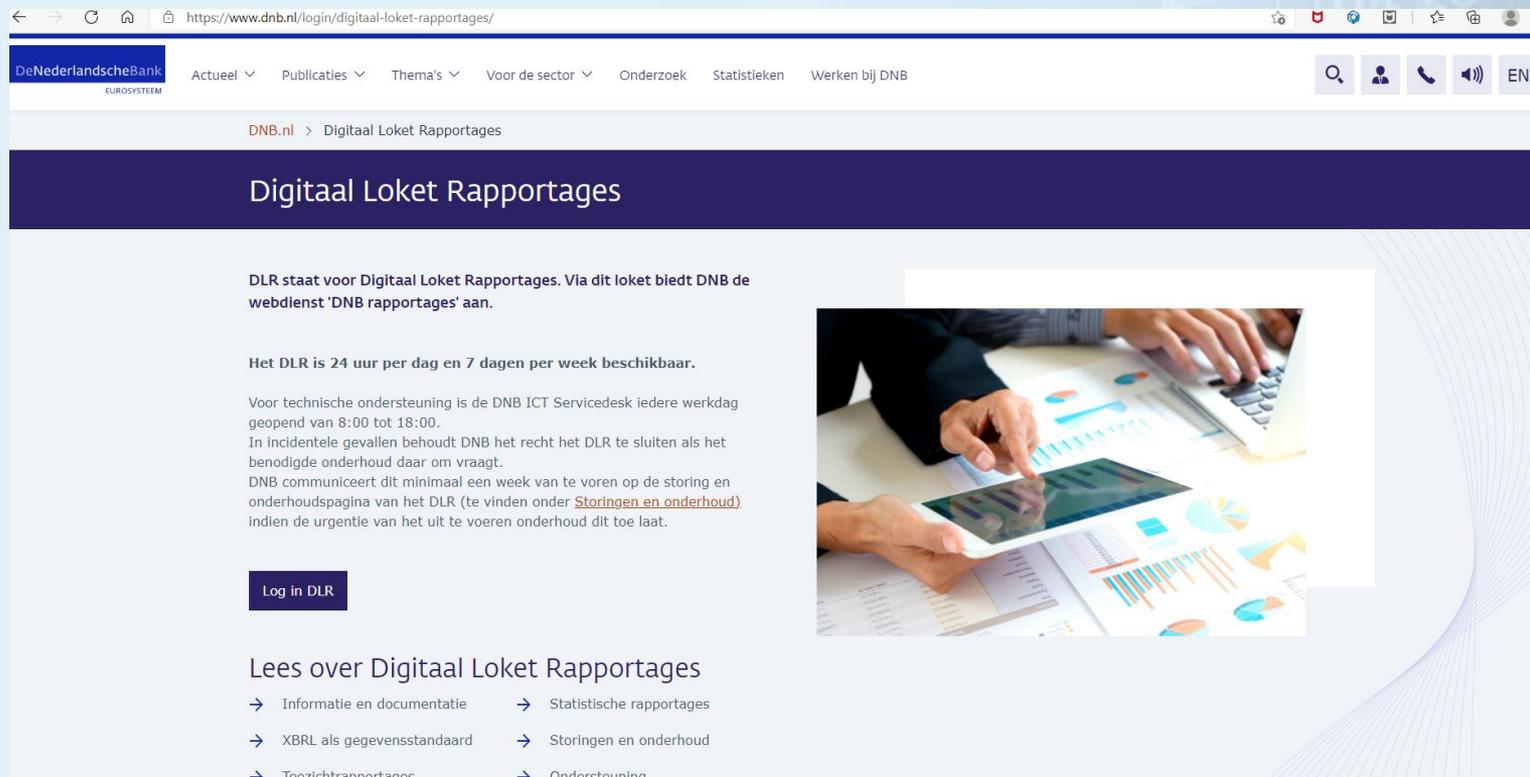 https://www.dnb.nl/login/digitaal-loket-rapportages/
DeNederlandscheBank
EUROSYSTEEM
Actueel
Publicaties
Thema's
Voor de sector
Onderzoek
Statistieken
Werken bij DNB
EN
DNB.nl > Digitaal Loket Rapportages
Digitaal Loket Rapportages
DLR staat voor Digitaal Loket Rapportages. Via dit loket biedt DNB de
webdienst 'DNB rapportages' aan.
Het DLR is 24 uur per dag en 7 dagen per week beschikbaar.
Voor technische ondersteuning is de DNB ICT Servicedesk iedere werkdag
geopend van 8:00 tot 18:00.
In incidentele gevallen behoudt DNB het recht het DLR te sluiten als het
benodigde onderhoud daar om vraagt.
DNB communiceert dit minimaal een week van te voren op de storing en
onderhoudspagina van het DLR (te vinden onder Storingen en onderhoud)
indien de urgentie van het uit te voeren onderhoud dit toe laat.
Log in DLR
Lees over Digitaal Loket Rapportages
Informatie en documentatie
Statistische rapportages
XBRL als gegevensstandaard
Storingen en onderhoud
Toezichtrapportages
Ondersteuning